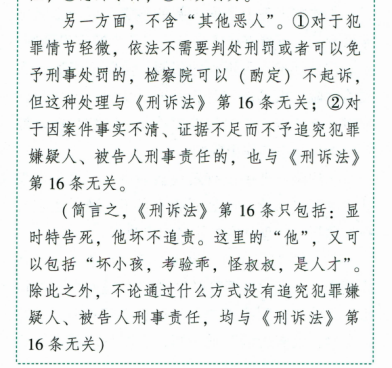 另一方面，不含“其他恶人”。①对于犯
罪情节轻微，依法不需要判处刑罚或者可以免
予刑事处罚的，检察院可以（酌定）不起诉，
但这种处理与《刑诉法》第 16 条无关；②对
于因案件事实不清、证据不足而不予追究犯罪
嫌疑人、被告人刑事责任的，也与《刑诉法》
第 16 条无关。
（简言之，《刑诉法》第 16 条只包括：显
时特告死，他坏不追责。这里的“他”，又可
以包括“坏小孩，考验乖，怪叔叔，是人才”。
除此之外，不论通过什么方式没有追究犯罪嫌
疑人、被告人刑事责任，均与《刑诉法》第
16 条无关）